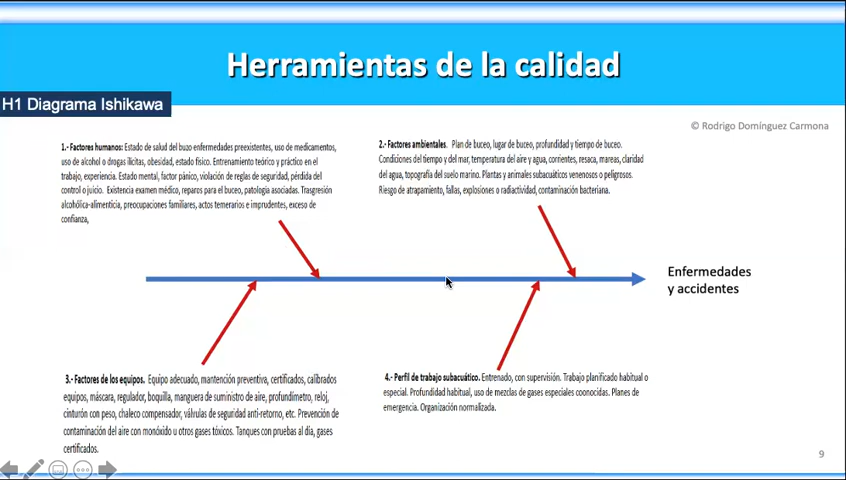 Herramientas de la calidad
H1 Diagrama Ishikawa
© Rodrigo Domínguez Carmona
1.- Factores humanos: Estado de salud del buzo enfermedades preexistentes, uso de medicamentos,
uso de alcohol o drogas ilícitas, obesidad, estado físico. Entrenamiento teórico y práctico en el
trabajo, experiencia. Estado mental, factor pánico, violación de reglas de seguridad, pérdida del
control o juicio. Existencia examen médico, reparos para el buceo, patología asociadas. Trasgresión
alcohólica-alimenticia, preocupaciones familiares, actos temerarios e imprudentes, exceso de
confianza,
2.- Factores ambientales. Plan de buceo, lugar de buceo, profundidad y tiempo de buceo.
Condiciones del tiempo y del mar, temperatura del aire y agua, corrientes, resaca, mareas, claridad
del agua, topografía del suelo marino. Plantas y animales subacuáticos venenosos o peligrosos.
Riesgo de atrapamiento, fallas, explosiones o radiactividad, contaminación bacteriana.
Enfermedades
y accidentes
3.- Factores de los equipos. Equipo adecuado, mantención preventiva, certificados, calibrados
equipos, máscara, regulador, boquilla, manguera de suministro de aire, profundímetro, reloj,
cinturón con peso, chaleco compensador, válvulas de seguridad anti-retorno, etc. Prevención de
contaminación del aire con monóxido u otros gases tóxicos. Tanques con pruebas al día, gases
certificados.
4.- Perfil de trabajo subacuático. Entrenado, con supervisión. Trabajo planificado habitual o
especial. Profundidad habitual, uso de mezclas de gases especiales coonocidas. Planes de
emergencia. Organización normalizada.
9